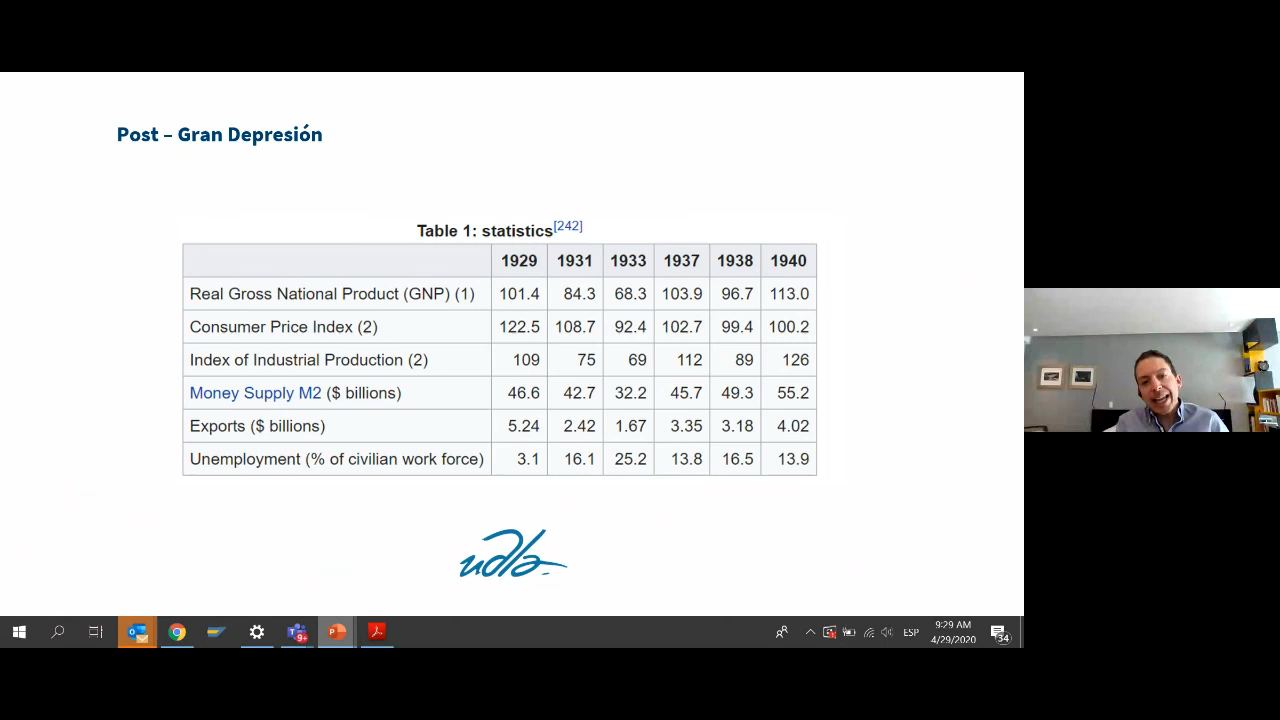 Post – Gran Depresión
Table 1: statistics[242]
1929 1931 1933 1937 1938 1940
Real Gross National Product (GNP) (1) 101.4 84.3 68.3 103.9 96.7 113.0
Consumer Price Index (2) 122.5 108.7 92.4 102.7 99.4 100.2
Index of Industrial Production (2) 109 75 69 112 89 126
Money Supply M2 ($ billions) 46.6 42.7 32.2 45.7 49.3 55.2
Exports ($ billions) 5.24 2.42 1.67 3.35 3.18 4.02
Unemployment (% of civilian work force) 3.1 16.1 25.2 13.8 16.5 13.9
udla
9+
ESP
9:29 AM
4/29/2020
34